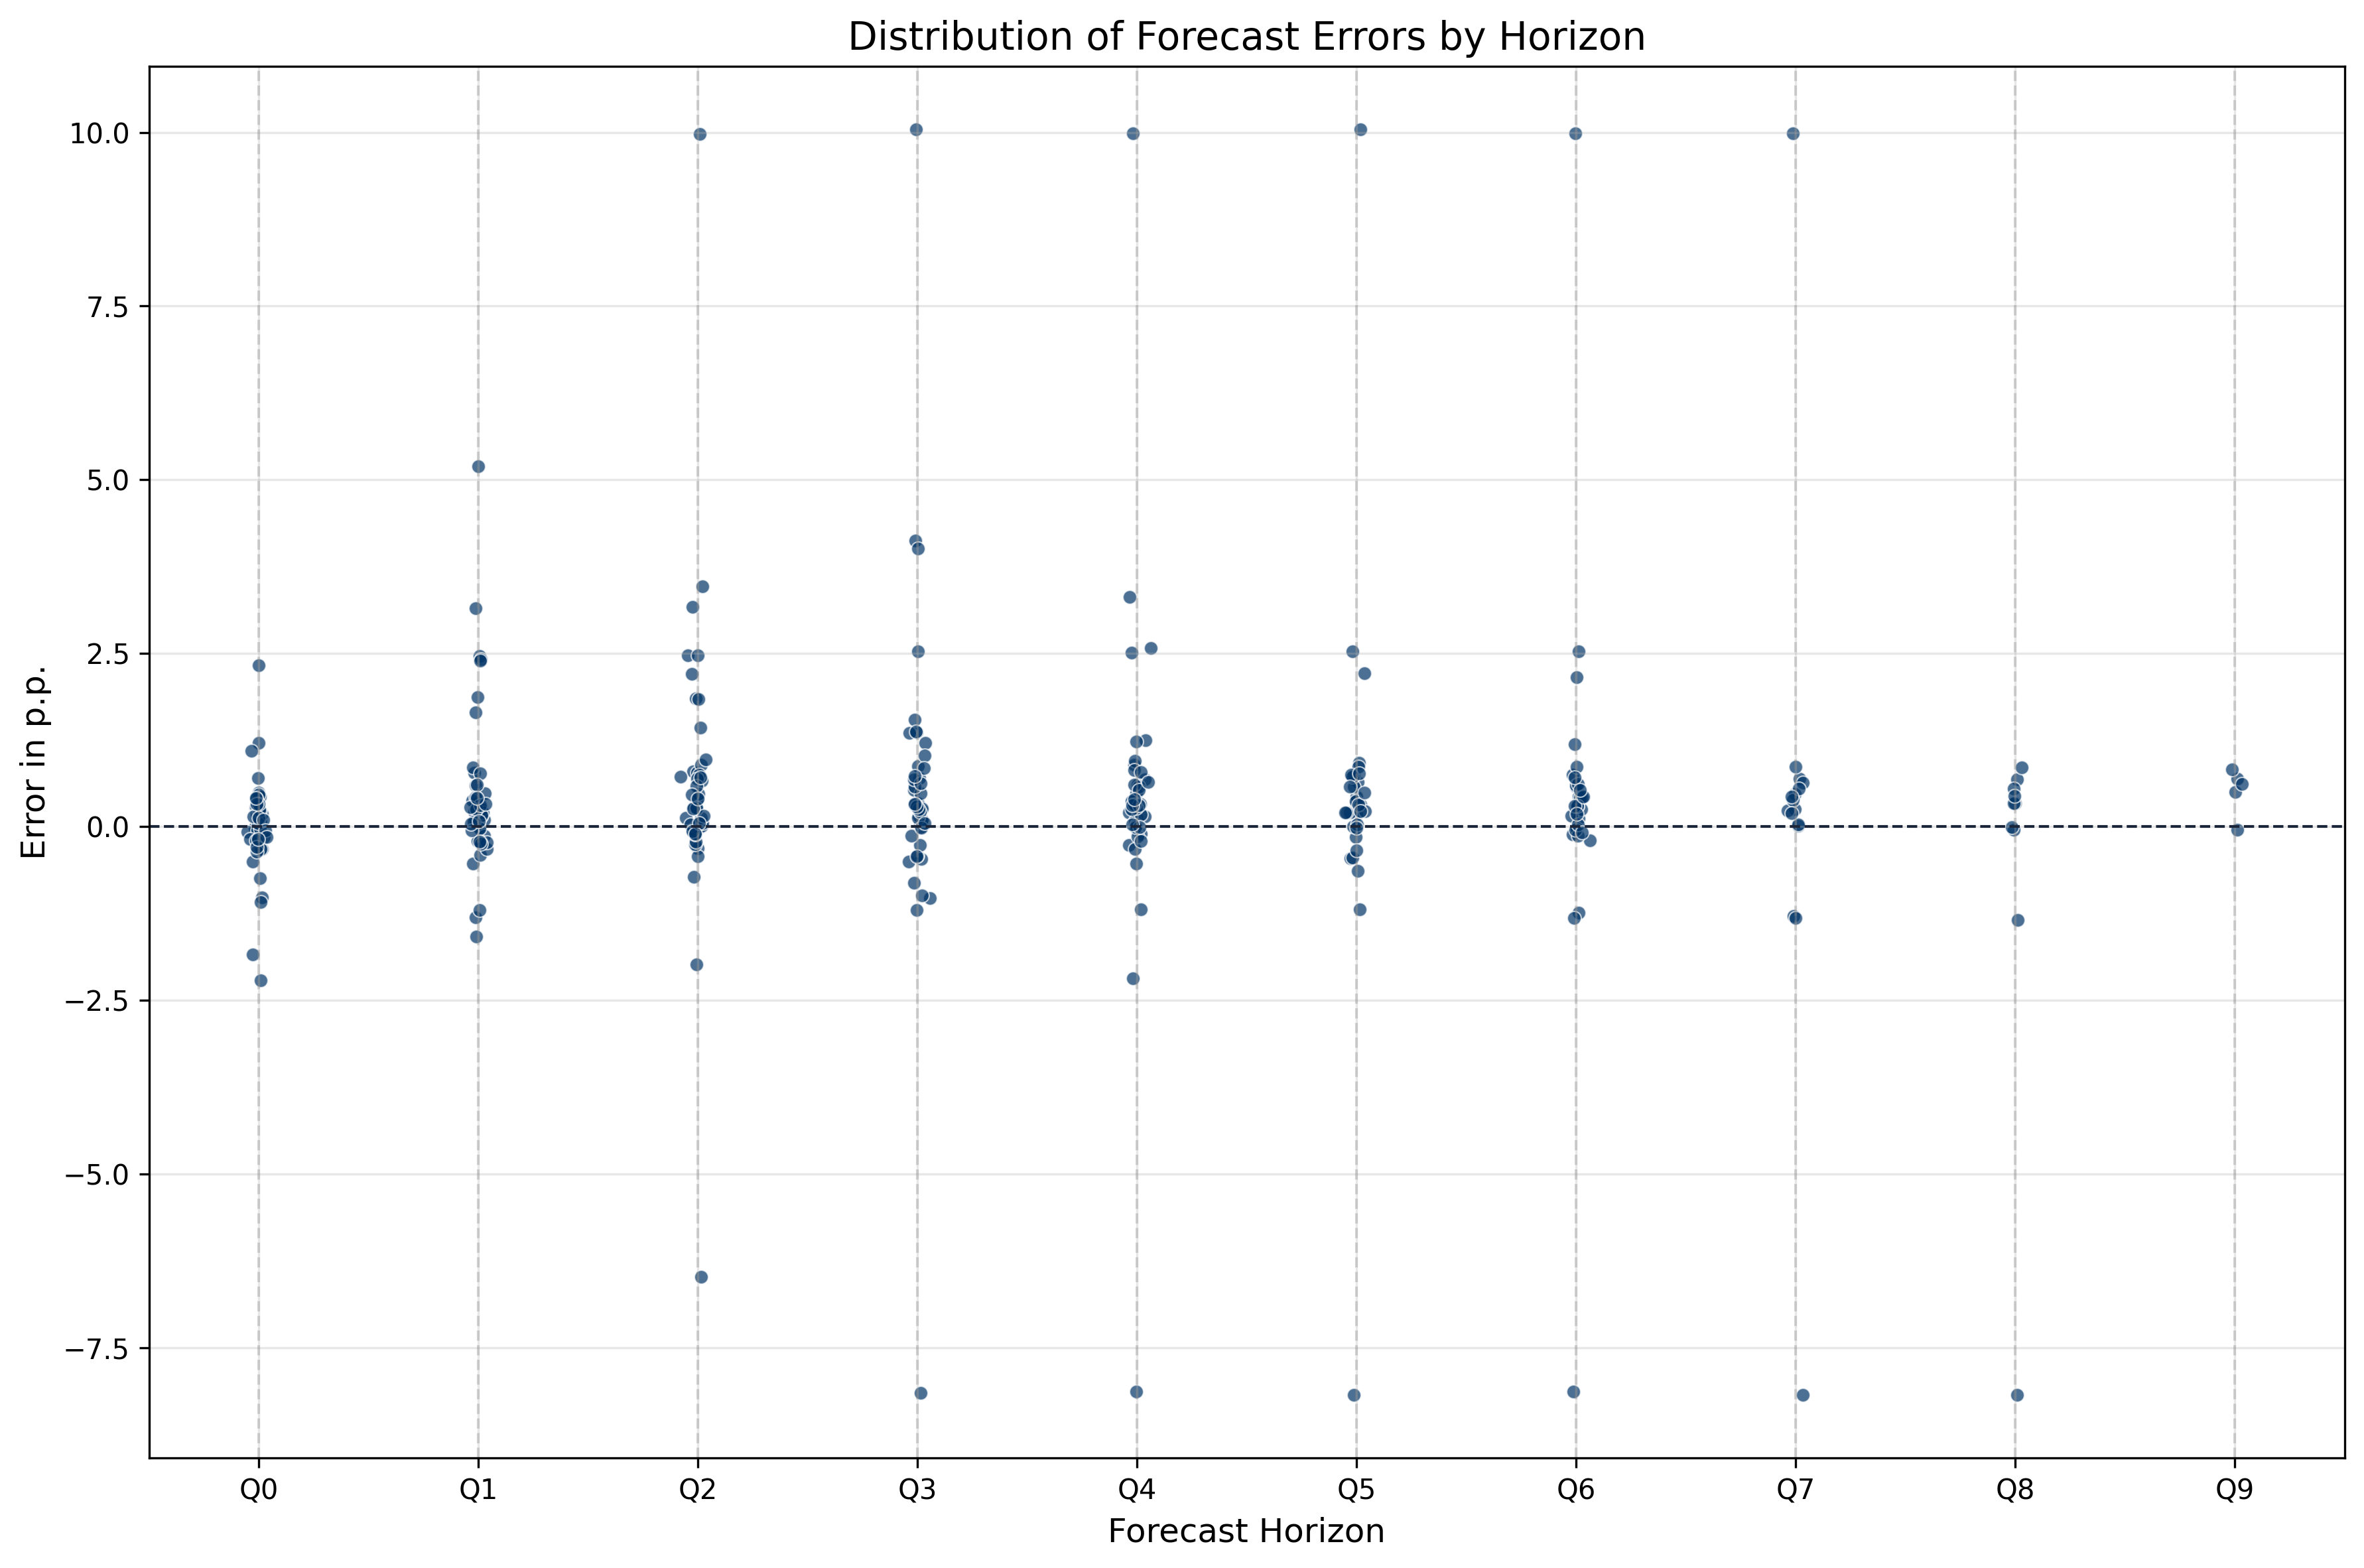 Distribution of Forecast Errors by Horizon
Error in p.p.
10.0
7.5
5.0
2.5
0.0
−2.5
−5.0
−7.5
Q0 Q1 Q2 Q3 Q4 Q5 Q6 Q7 Q8 Q9
Forecast Horizon